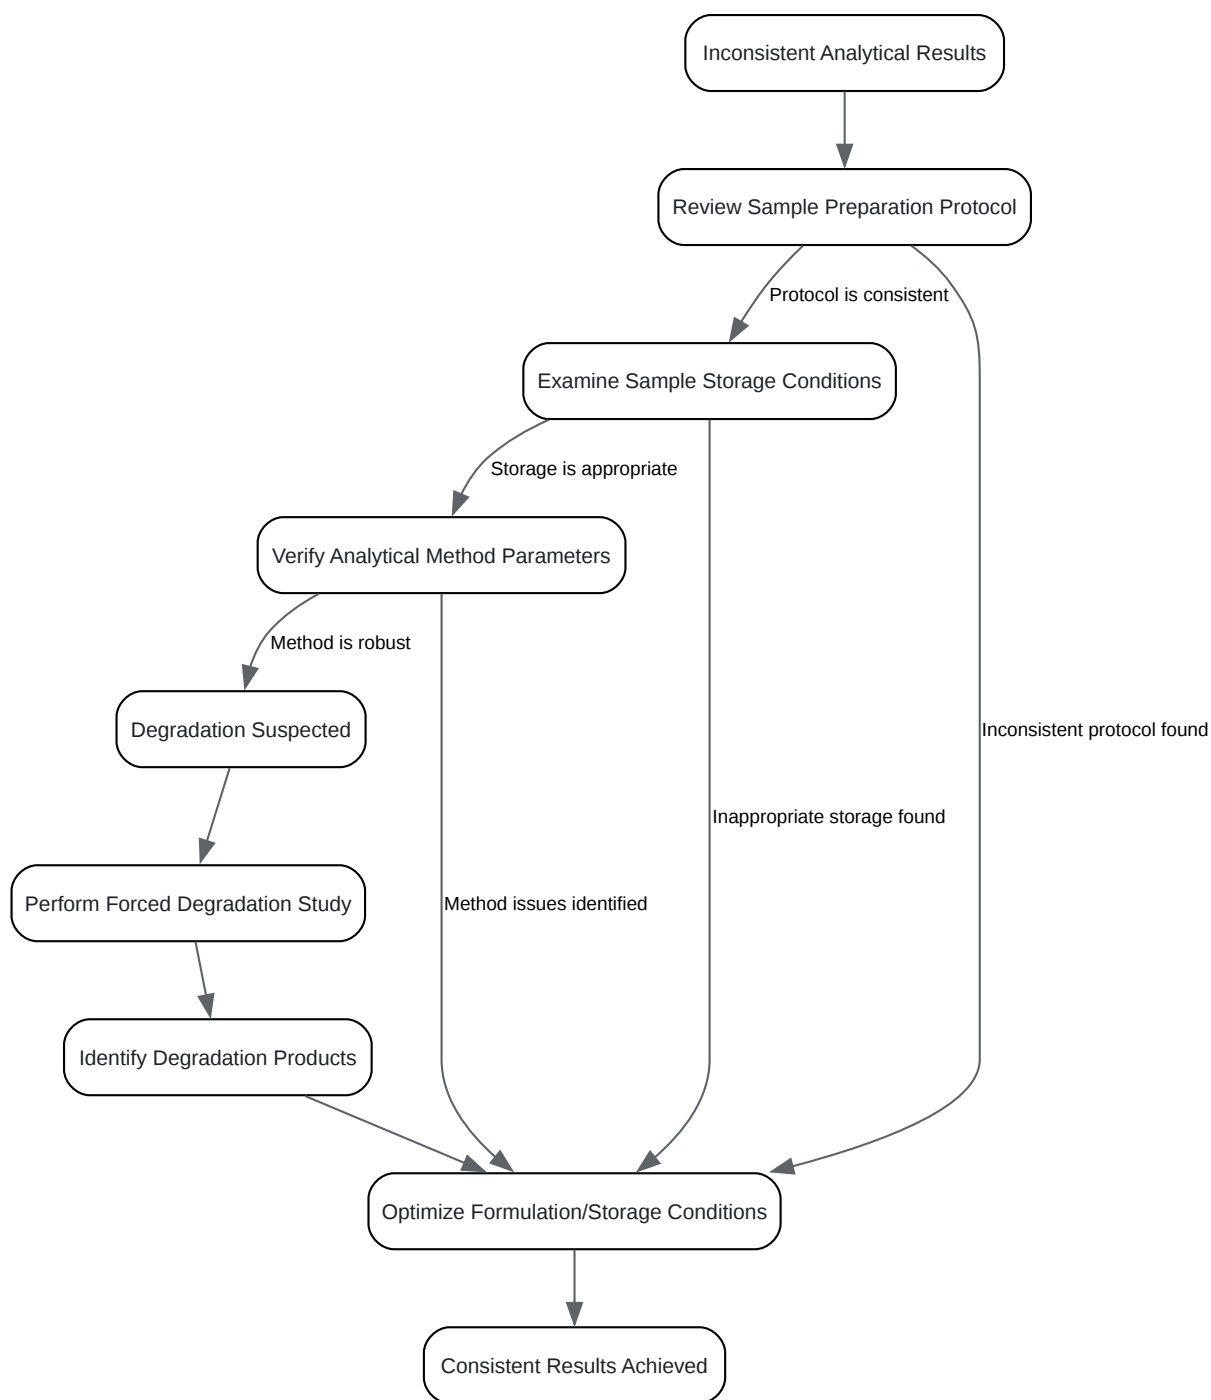 Inconsistent Analytical Results
Review Sample Preparation Protocol
Protocol is consistent
Examine Sample Storage Conditions
Storage is appropriate
Verify Analytical Method Parameters
Method is robust
Degradation Suspected
Inconsistent protocol found
Inappropriate storage found
Perform Forced Degradation Study
Method issues identified
Identify Degradation Products
Optimize Formulation/Storage Conditions
Consistent Results Achieved